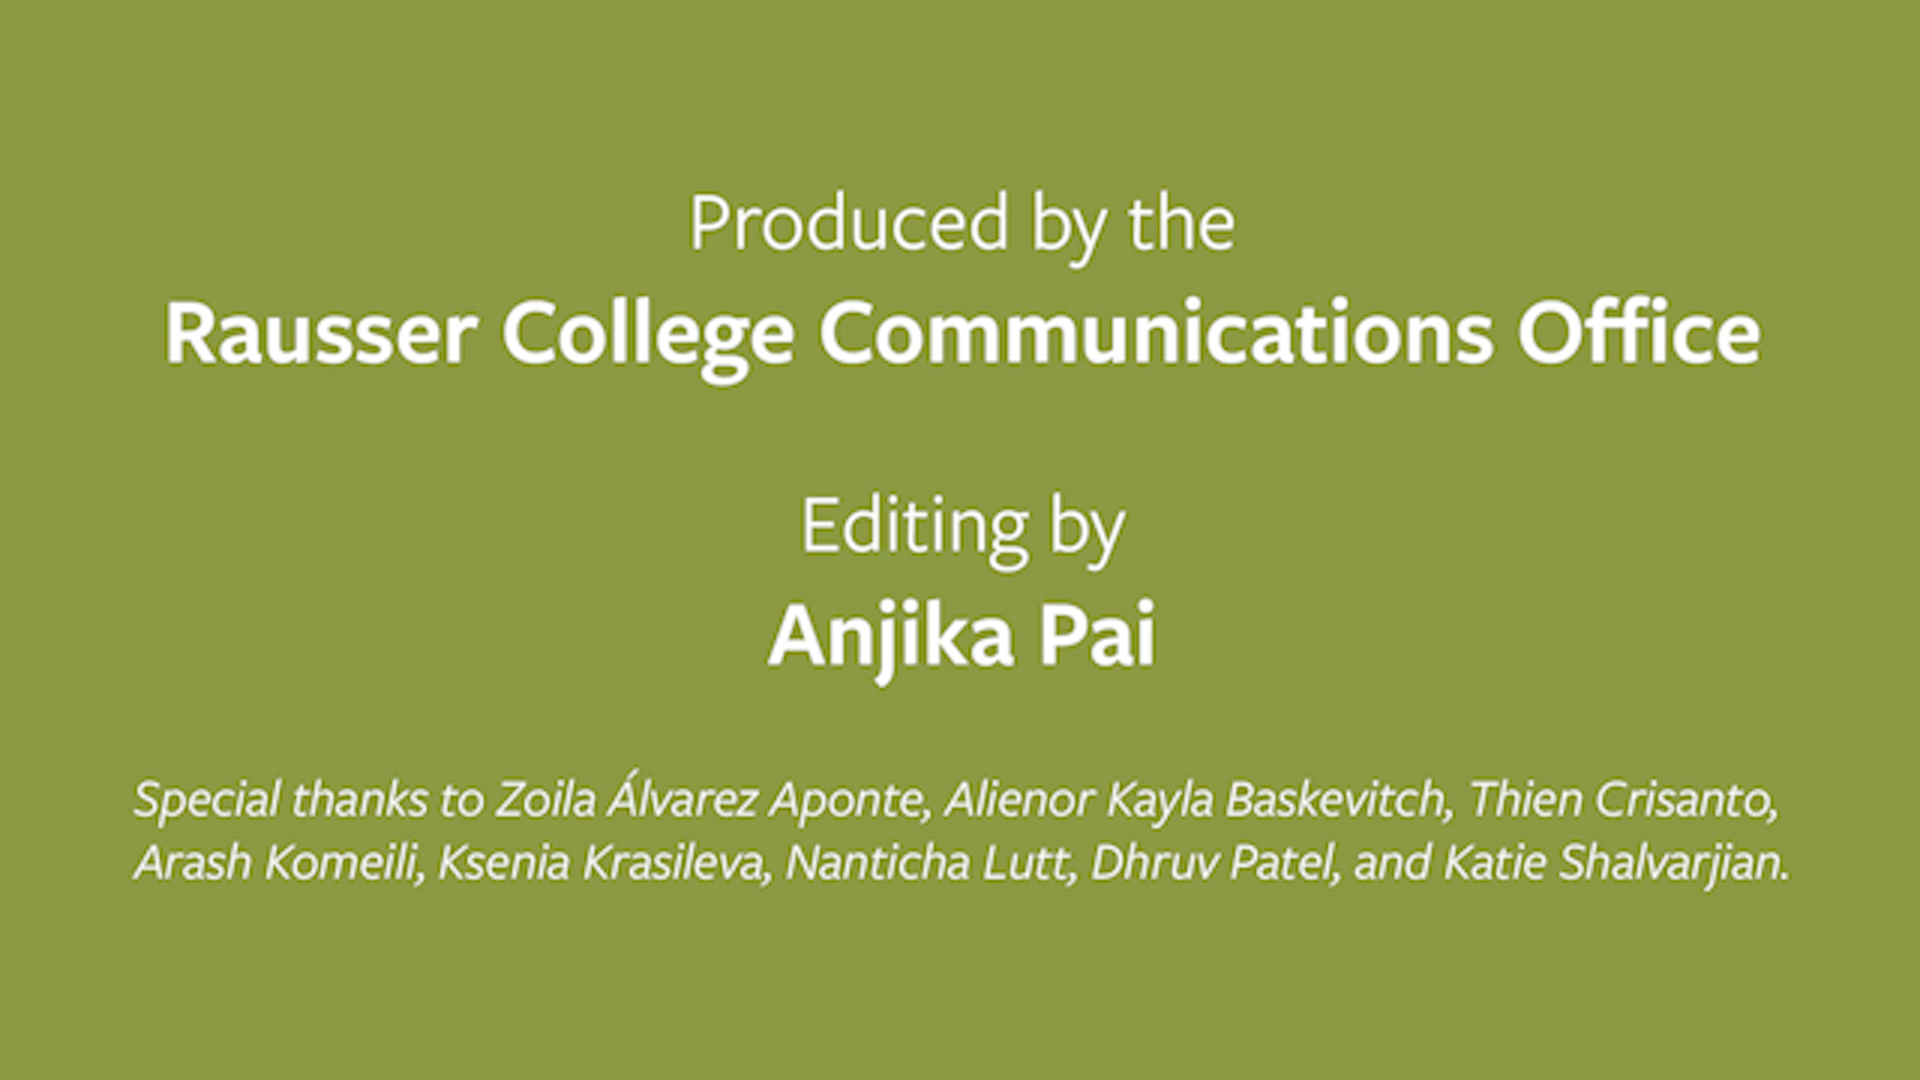 Produced by the
Rausser College Communications Office
Editing by
Anjika Pai
Special thanks to Zoila Álvarez Aponte, Alienor Kayla Baskevitch, Thien Crisanto,
Arash Komeili, Ksenia Krasileva, Nanticha Lutt, Dhruv Patel, and Katie Shalvarjian.